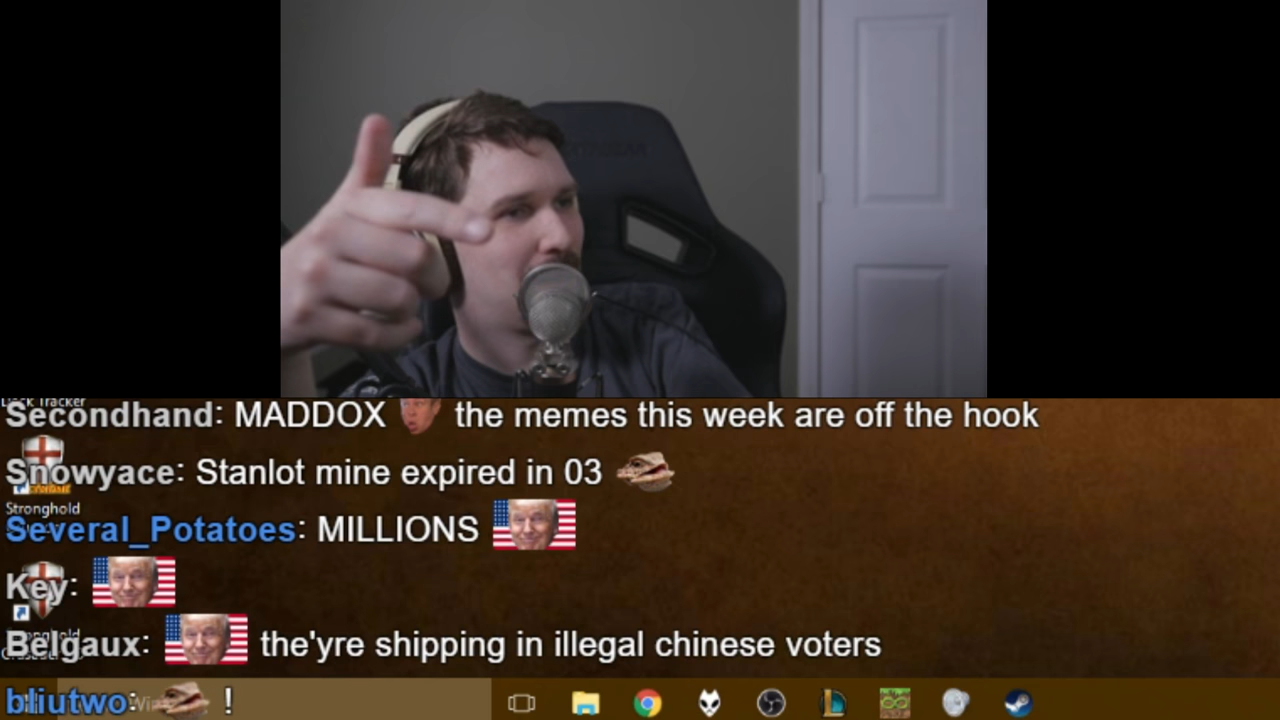 Secondhand: MADDOX the memes this week are off the hook
Snowyace: Stanlot mine expired in 03
Stronghold
Several_Potatoes: MILLIONS
Key:
Belgaux: the'yre shipping in illegal chinese voters
bliutwo: !